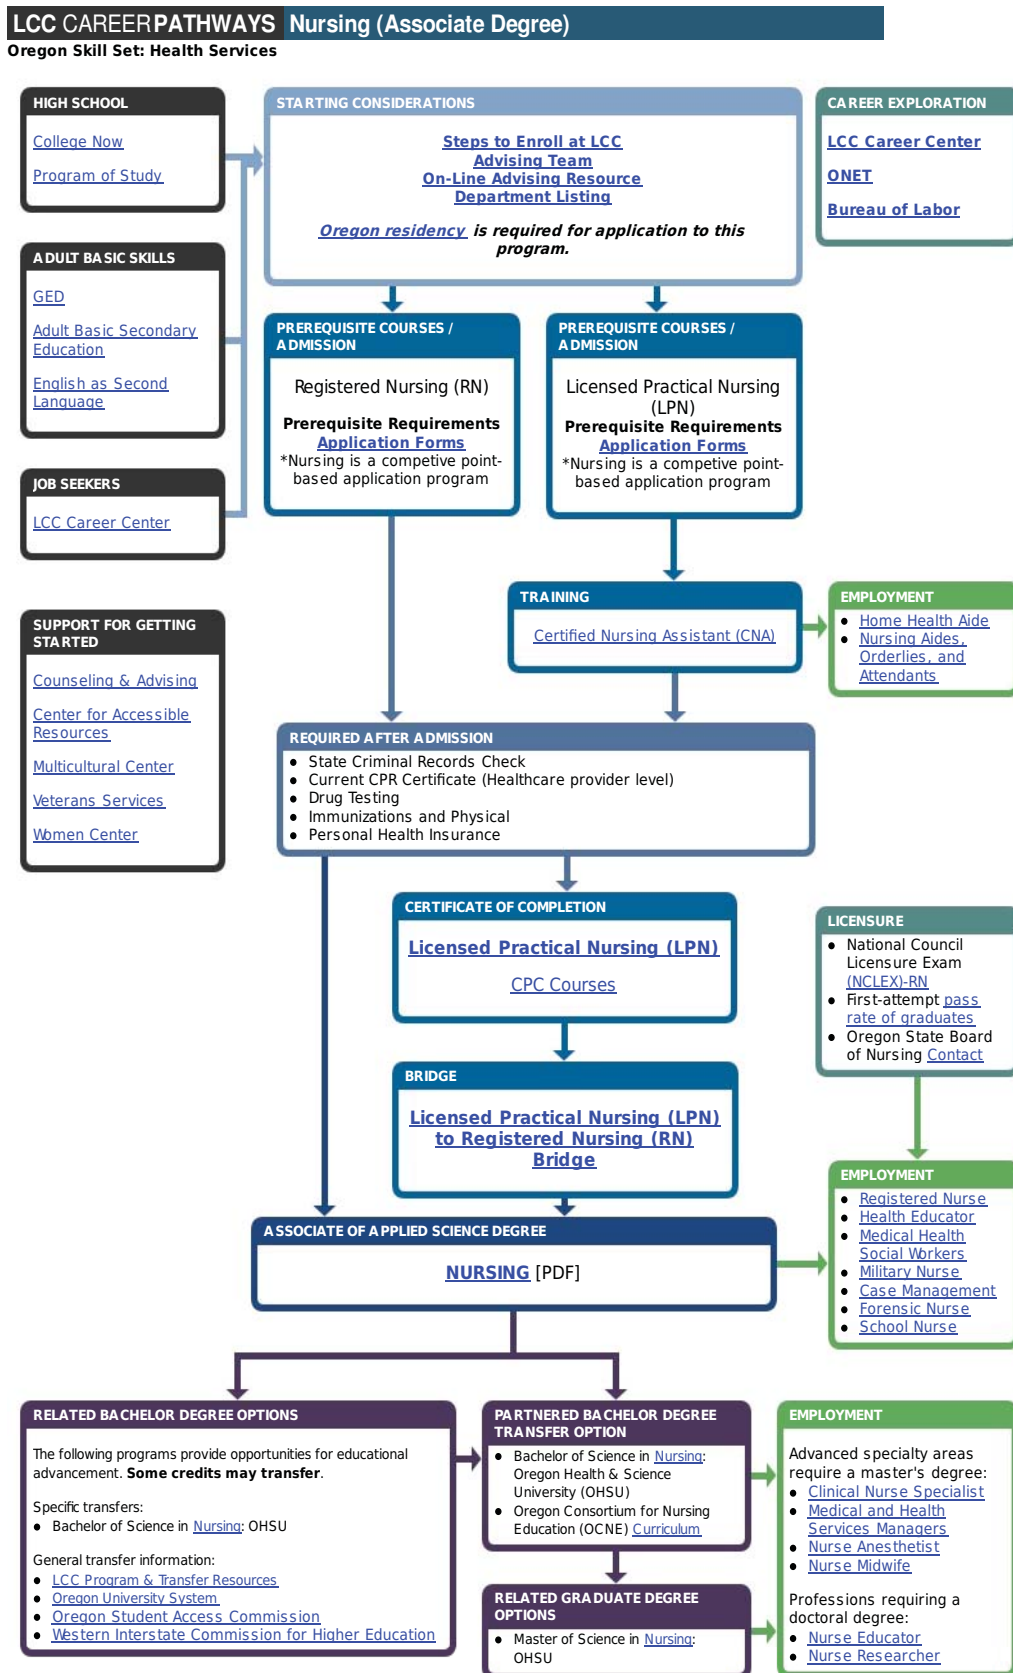 LCC CAREER PATHWAYS Nursing (Associate Degree)
Oregon Skill Set: Health Services
HIGH SCHOOL
College Now
Program of Study
ADULT BASIC SKILLS
GED
Adult Basic Secondary
Education
English as Second
Language
JOB SEEKERS
LCC Career Center
SUPPORT FOR GETTING
STARTED
Counseling & Advising
Center for Accessible
Resources
Multicultural Center
Veterans Services
Women Center
STARTING CONSIDERATIONS
Steps to Enroll at LCC
Advising Team
On-Line Advising Resource
Department Listing
Oregon residency is required for application to this
program.
CAREER EXPLORATION
LCC Career Center
ONET
Bureau of Labor
PREREQUISITE COURSES /
ADMISSION
Registered Nursing (RN)
Prerequisite Requirements
Application Forms
*Nursing is a competive point-
based application program
PREREQUISITE COURSES /
ADMISSION
Licensed Practical Nursing
(LPN)
Prerequisite Requirements
Application Forms
*Nursing is a competive point-
based application program
TRAINING
Certified Nursing Assistant (CNA)
EMPLOYMENT
● Home Health Aide
● Nursing Aides,
Orderlies, and
Attendants
REQUIRED AFTER ADMISSION
● State Criminal Records Check
● Current CPR Certificate (Healthcare provider level)
● Drug Testing
● Immunizations and Physical
● Personal Health Insurance
CERTIFICATE OF COMPLETION
Licensed Practical Nursing (LPN)
CPC Courses
LICENSURE
● National Council
Licensure Exam
(NCLEX)-RN
● First-attempt pass
rate of graduates
● Oregon State Board
of Nursing Contact
BRIDGE
Licensed Practical Nursing (LPN)
to Registered Nursing (RN)
Bridge
EMPLOYMENT
● Registered Nurse
● Health Educator
● Medical Health
Social Workers
● Military Nurse
● Case Management
● Forensic Nurse
● School Nurse
ASSOCIATE OF APPLIED SCIENCE DEGREE
NURSING [PDF]
RELATED BACHELOR DEGREE OPTIONS
The following programs provide opportunities for educational
advancement. Some credits may transfer.
Specific transfers:
● Bachelor of Science in Nursing: OHSU
General transfer information:
● LCC Program & Transfer Resources
● Oregon University System
● Oregon Student Access Commission
● Western Interstate Commission for Higher Education
PARTNERED BACHELOR DEGREE
TRANSFER OPTION
● Bachelor of Science in Nursing:
Oregon Health & Science
University (OHSU)
● Oregon Consortium for Nursing
Education (OCNE) Curriculum
RELATED GRADUATE DEGREE
OPTIONS
● Master of Science in Nursing:
OHSU
EMPLOYMENT
Advanced specialty areas
require a master's degree:
● Clinical Nurse Specialist
● Medical and Health
Services Managers
● Nurse Anesthetist
● Nurse Midwife
Professions requiring a
doctoral degree:
● Nurse Educator
● Nurse Researcher